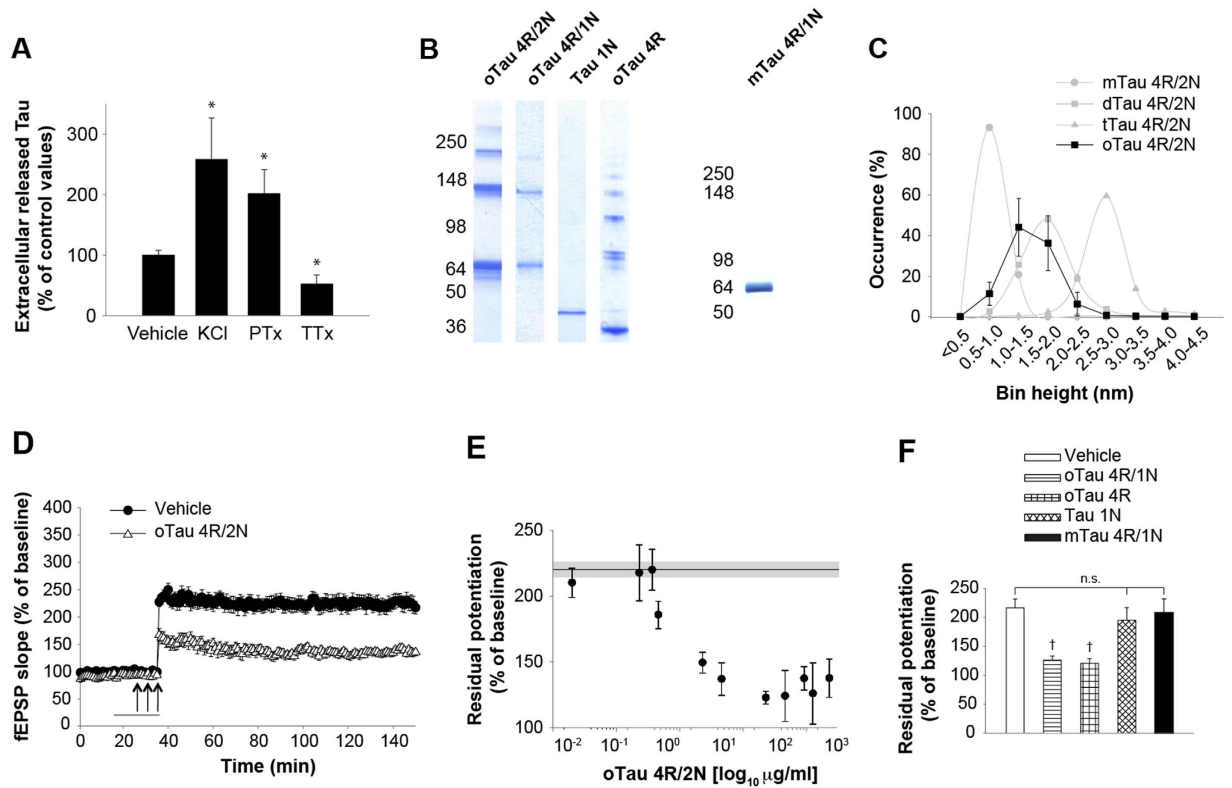 A
Extracellular released Tau
(% of control values)
300
200
100
0
*
*
*
Vehicle KCl PTx TTx
B
oTau 4R/2N
oTau 4R/1N
Tau 1N
oTau 4R
mTau 4R/1N
250
148
98
64
50
36
250
148
98
64
50
C
mTau 4R/2N
dTau 4R/2N
tTau 4R/2N
oTau 4R/2N
Occurrence (%)
100
80
60
40
20
0
<0.5
0.5-1.0
1.0-1.5
1.5-2.0
2.0-2.5
2.5-3.0
3.0-3.5
3.5-4.0
4.0-4.5
Bin height (nm)
D
Vehicle
oTau 4R/2N
fEPSP slope (% of baseline)
400
350
300
250
200
150
100
50
0
0 20 40 60 80 100 120 140
Time (min)
E
Residual potentiation
(% of baseline)
250
200
150
100
10-2 10-1 100 101 102 103
oTau 4R/2N [log10 μg/ml]
F
Vehicle
oTau 4R/1N
oTau 4R
Tau 1N
mTau 4R/1N
Residual potentiation
(% of baseline)
250
200
150
100
50
0
n.s.
† †